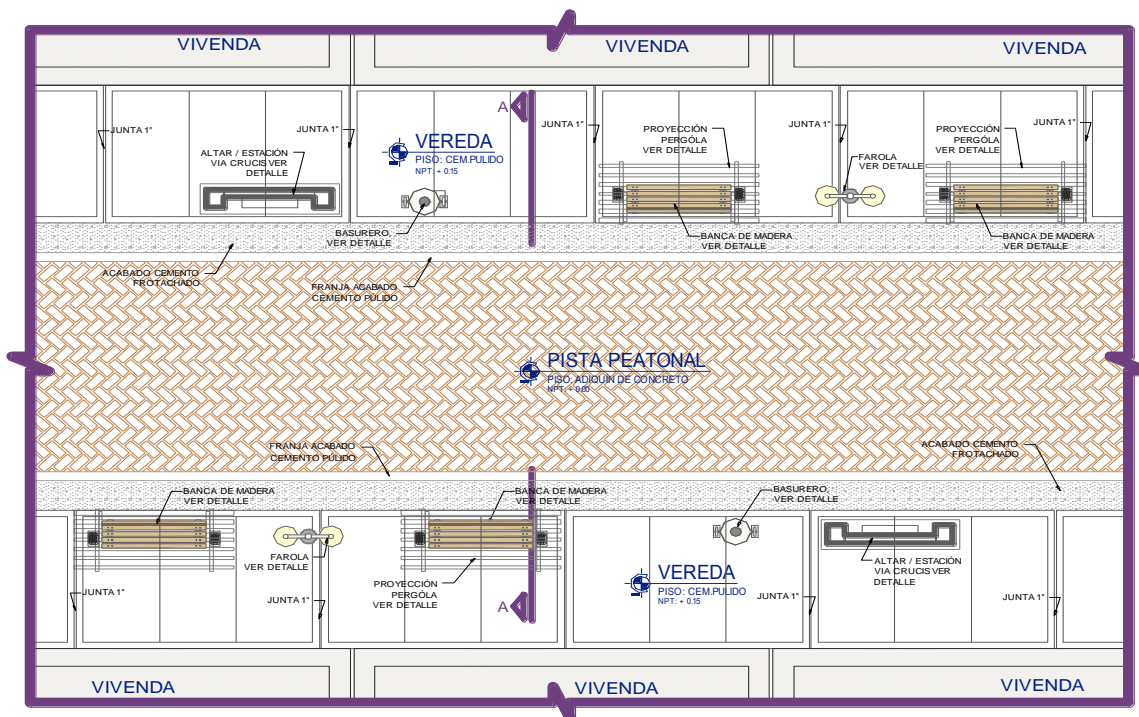 VIVENDA
VIVENDA
VIVENDA
A
JUNTA 1"
JUNTA 1"
JUNTA 1"
JUNTA 1"
JUNTA 1"
ALTAR / ESTACIÓN
VIA CRUCIS VER
DETALLE
VEREDA
PISO: CEM.PULIDO
NPT: + 0.15
PROYECCIÓN
PERGÓLA
VER DETALLE
FAROLA
VER DETALLE
PROYECCIÓN
PERGÓLA
VER DETALLE
BASURERO,
VER DETALLE
BANCA DE MADERA
VER DETALLE
BANCA DE MADERA
VER DETALLE
ACABADO CEMENTO
FROTACHADO
FRANJA ACABADO
CEMENTO PULIDO
PISTA PEATONAL
PISO: ADIQUIN DE CONCRETO
NPT: + 0.00
FRANJA ACABADO
CEMENTO PULIDO
ACABADO CEMENTO
FROTACHADO
BANCA DE MADERA
VER DETALLE
BANCA DE MADERA
VER DETALLE
BASURERO,
VER DETALLE
FAROLA
VER DETALLE
PROYECCIÓN
PERGÓLA
VER DETALLE
ALTAR / ESTACIÓN
VIA CRUCIS VER
DETALLE
VEREDA
PISO: CEM.PULIDO
NPT: + 0.15
JUNTA 1"
JUNTA 1"
A
JUNTA 1"
JUNTA 1"
VIVENDA
VIVENDA
VIVENDA